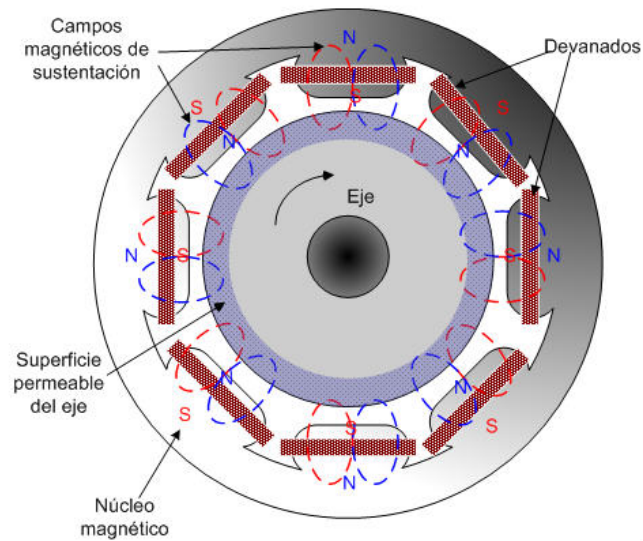 Campos
magnéticos de
sustentación
Devanados
N
S
S
S
N
N
Eje
N
S
S
N
Superficie
permeable
del eje
N
N
S
S
S
N
Núcleo
magnético